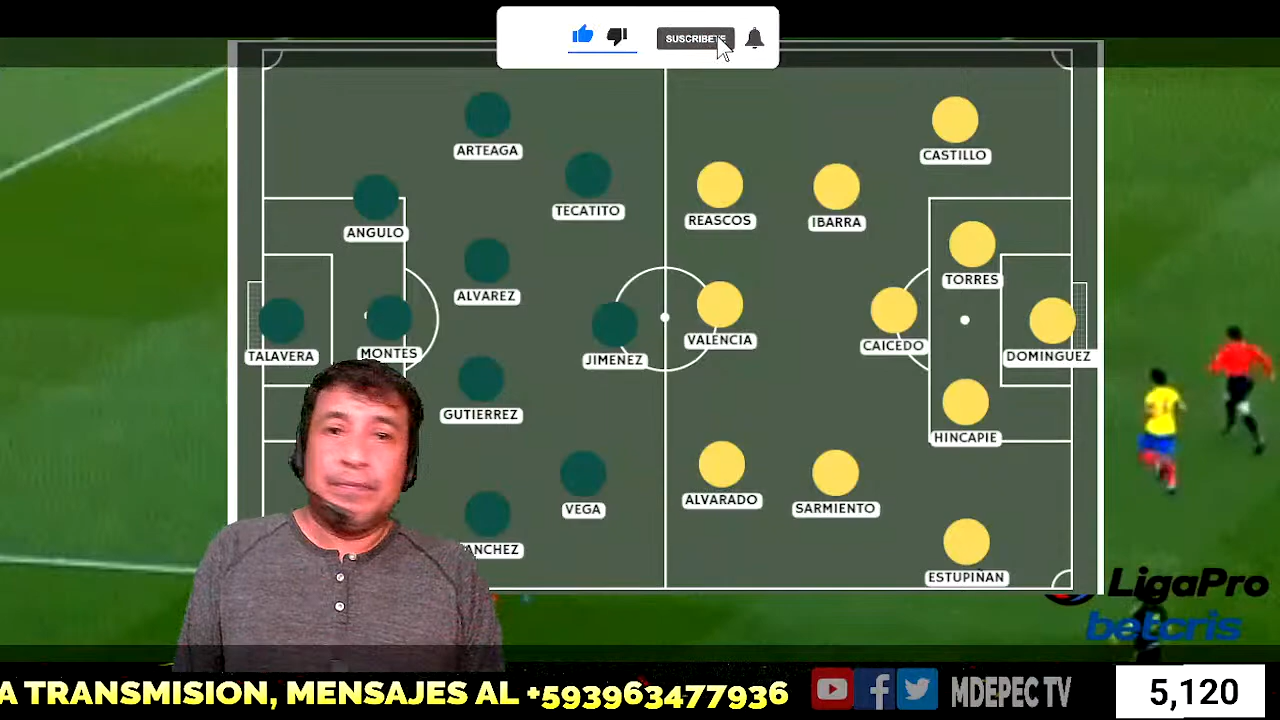 SUSCRIBETE
ARTEAGA
CASTILLO
TECATITO
REASCOS
IBARRA
ANGULO
TORRES
ALVAREZ
VALENCIA
CAICEDO
TALAVERA
MONTES
JIMENEZ
DOMINGUEZ
GUTIERREZ
HINCAPIE
VEGA
ALVARADO
SARMIENTO
ANCHEZ
ESTUPIÑAN
LigaPro
betcris
A TRANSMISION, MENSAJES AL +593963477936
MDEPEC TV
5,120